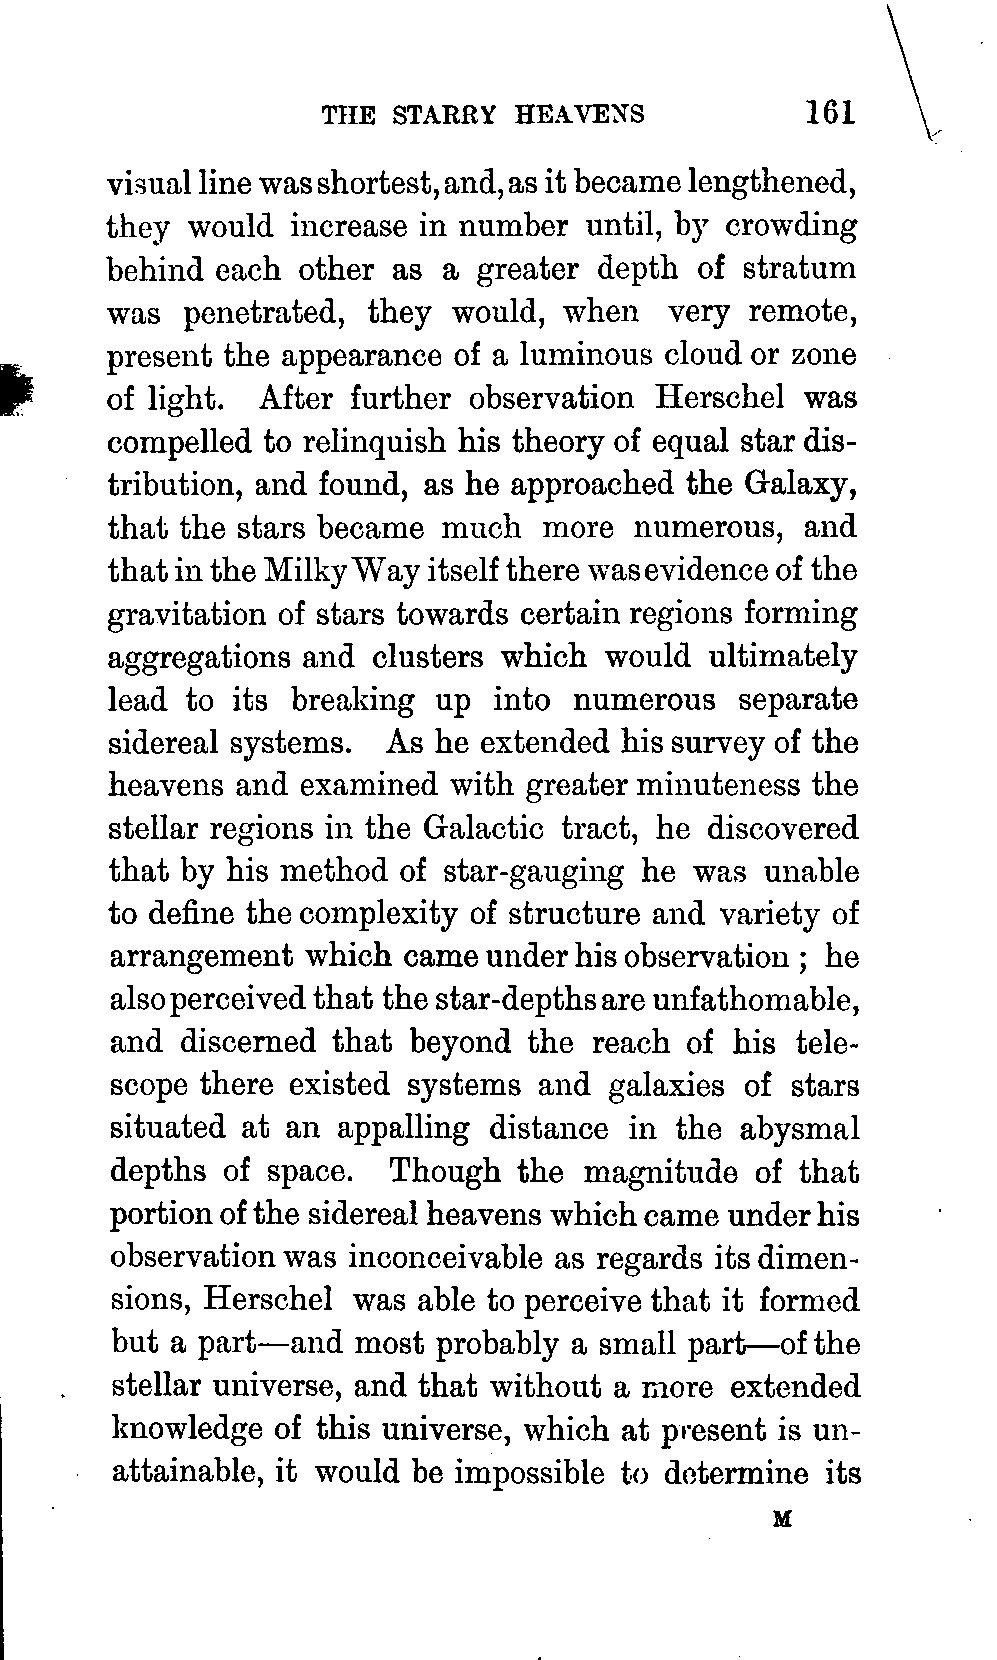 THE STARRY HEAVENS 161
visual line was shortest, and, as it became lengthened,
they would increase in number until, by crowding
behind each other as a greater depth of stratum
was penetrated, they would, when very remote,
present the appearance of a luminous cloud or zone
of light. After further observation Herschel was
compelled to relinquish his theory of equal star dis-
tribution, and found, as he approached the Galaxy,
that the stars became much more numerous, and
that in the Milky Way itself there was evidence of the
gravitation of stars towards certain regions forming
aggregations and clusters which would ultimately
lead to its breaking up into numerous separate
sidereal systems. As he extended his survey of the
heavens and examined with greater minuteness the
stellar regions in the Galactic tract, he discovered
that by his method of star-gauging he was unable
to define the complexity of structure and variety of
arrangement which came under his observation ; he
also perceived that the star-depths are unfathomable,
and discerned that beyond the reach of his tele-
scope there existed systems and galaxies of stars
situated at an appalling distance in the abysmal
depths of space. Though the magnitude of that
portion of the sidereal heavens which came under his
observation was inconceivable as regards its dimen-
sions, Herschel was able to perceive that it formed
but a part—and most probably a small part—of the
stellar universe, and that without a more extended
knowledge of this universe, which at present is un-
attainable, it would be impossible to determine its
M